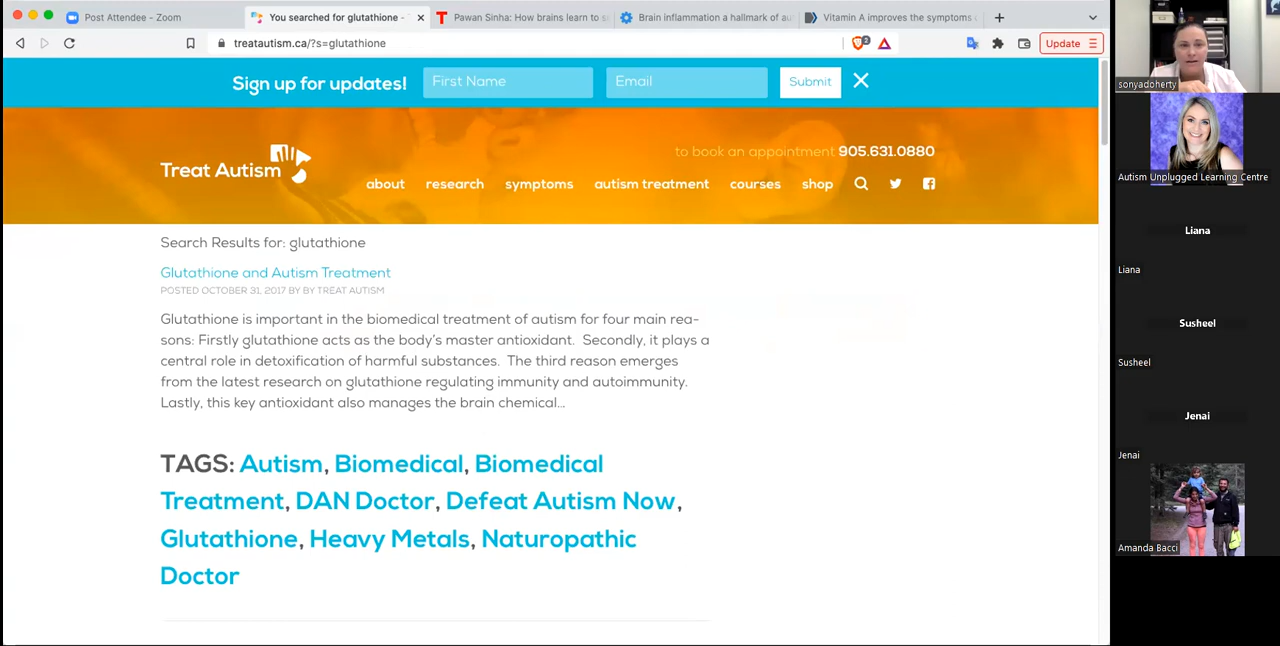 Post Attendee - Zoom
You searched for glutathione -
Pawan Sinha: How brains learn to s
Brain inflammation a hallmark of au
Vitamin A improves the symptoms
treatautism.ca/?s=glutathione
2
Update
Sign up for updates!
First Name
Email
Submit
Treat Autism
to book an appointment 905.631.0880
about research symptoms autism treatment courses shop
Search Results for: glutathione
Glutathione and Autism Treatment
POSTED OCTOBER 31, 2017 BY BY TREAT AUTISM
Glutathione is important in the biomedical treatment of autism for four main rea-
sons: Firstly glutathione acts as the body's master antioxidant. Secondly, it plays a
central role in detoxification of harmful substances. The third reason emerges
from the latest research on glutathione regulating immunity and autoimmunity.
Lastly, this key antioxidant also manages the brain chemical...
TAGS: Autism, Biomedical, Biomedical
Treatment, DAN Doctor, Defeat Autism Now,
Glutathione, Heavy Metals, Naturopathic
Doctor
sonyadoherty
Autism Unplugged Learning Centre
Liana
Liana
Susheel
Susheel
Jenai
Jenai
Amanda Bacci